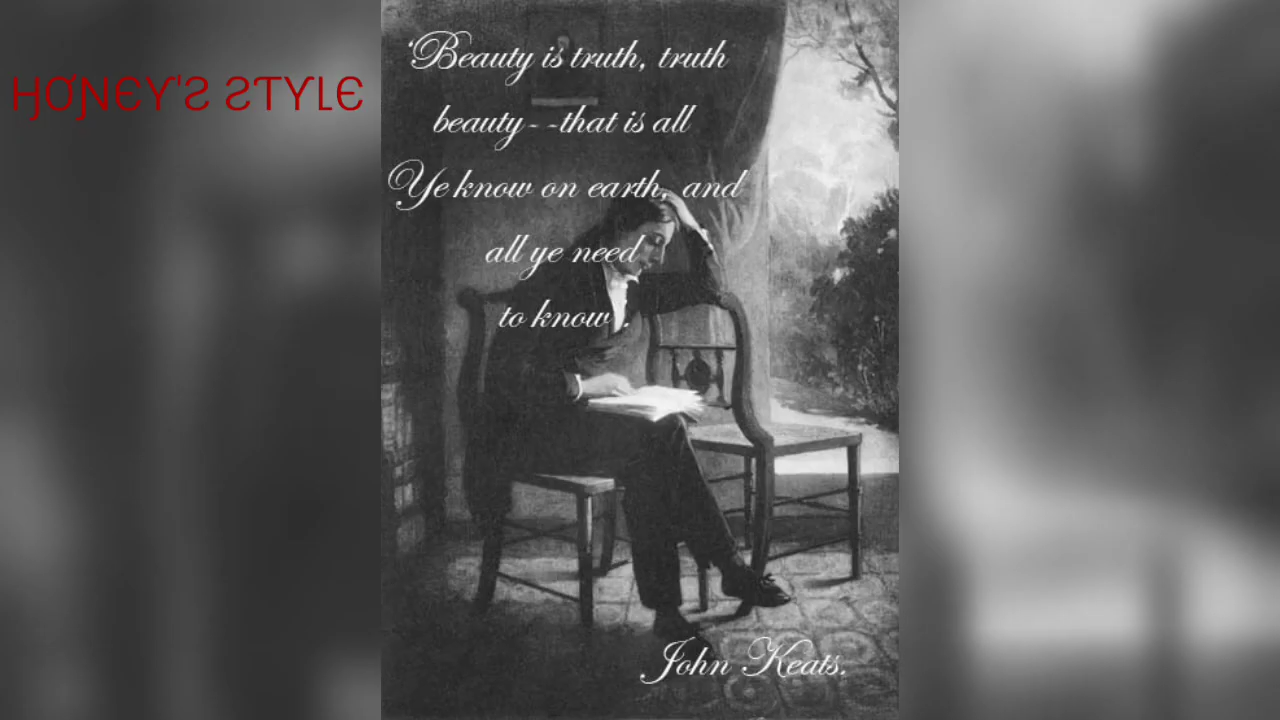 HONEY'S STYLE
'Beauty is truth, truth
beauty--that is all
Ye know on earth, and
all ye need
to know'.
John Keats.